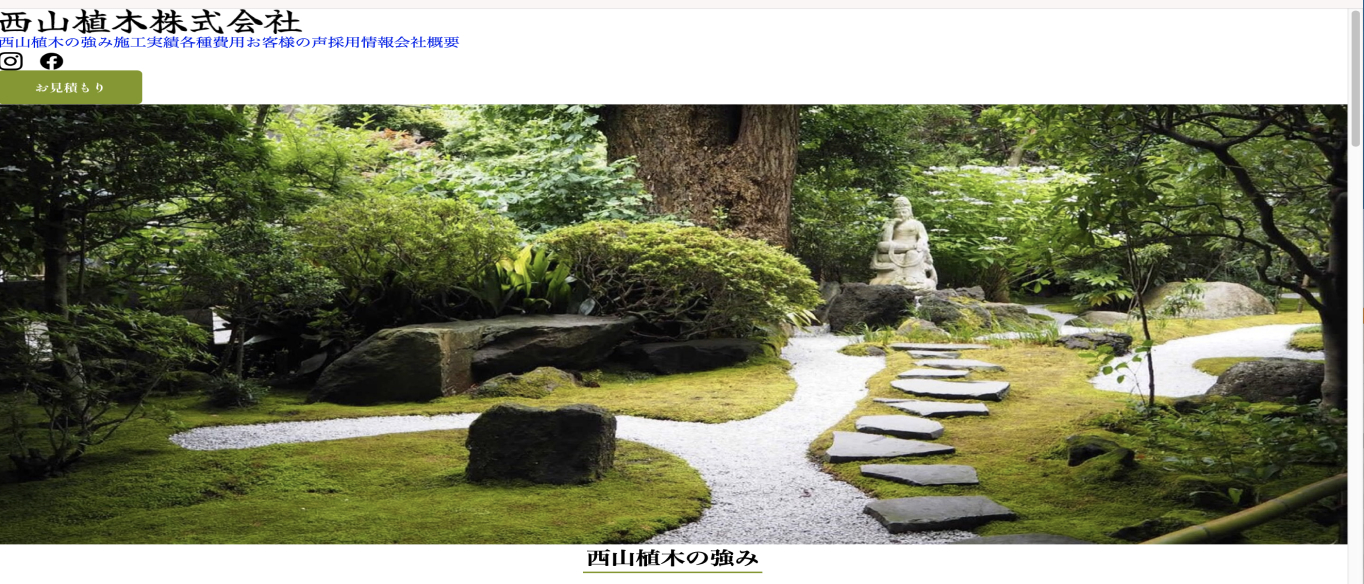 西山植木株式会社
西山植木の強み施工実績各種費用お客様の声採用情報会社概要
お見積もり
西山植木の強み